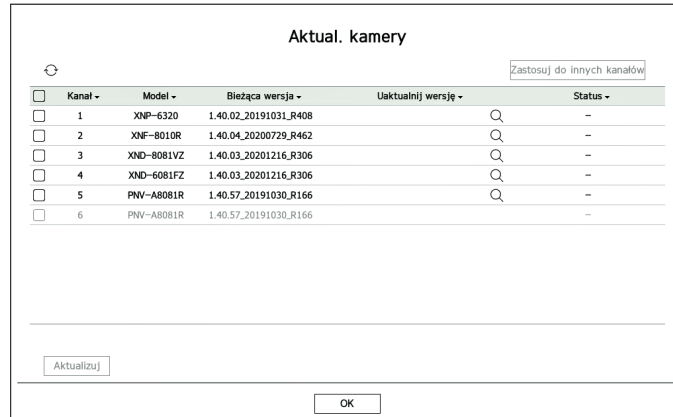 Aktual. kamery
Zastosuj do innych kanałów
Kanał Model Bieżąca wersja Uaktualnij wersję Status
1 XNP-6320 1.40.02_20191031_R408 –
2 XNF-8010R 1.40.04_20200729_R462 –
3 XND-8081VZ 1.40.03_20201216_R306 –
4 XND-6081FZ 1.40.03_20201216_R306 –
5 PNV-A8081R 1.40.57_20191030_R166 –
6 PNV-A8081R 1.40.57_20191030_R166 –
Aktualizuj
OK